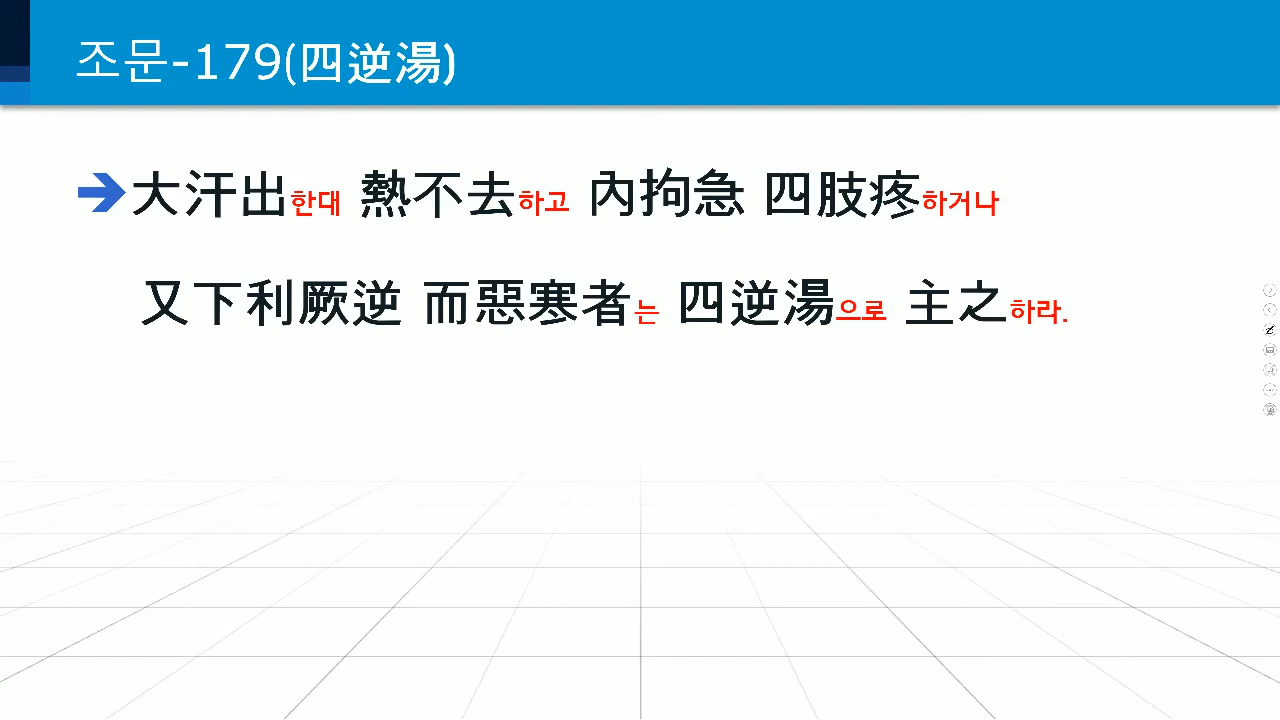 조문-179(四逆湯)
大汗出한대 熱不去하고 內拘急 四肢疼하거나
又下利厥逆 而惡寒者는 四逆湯으로 主之하라.